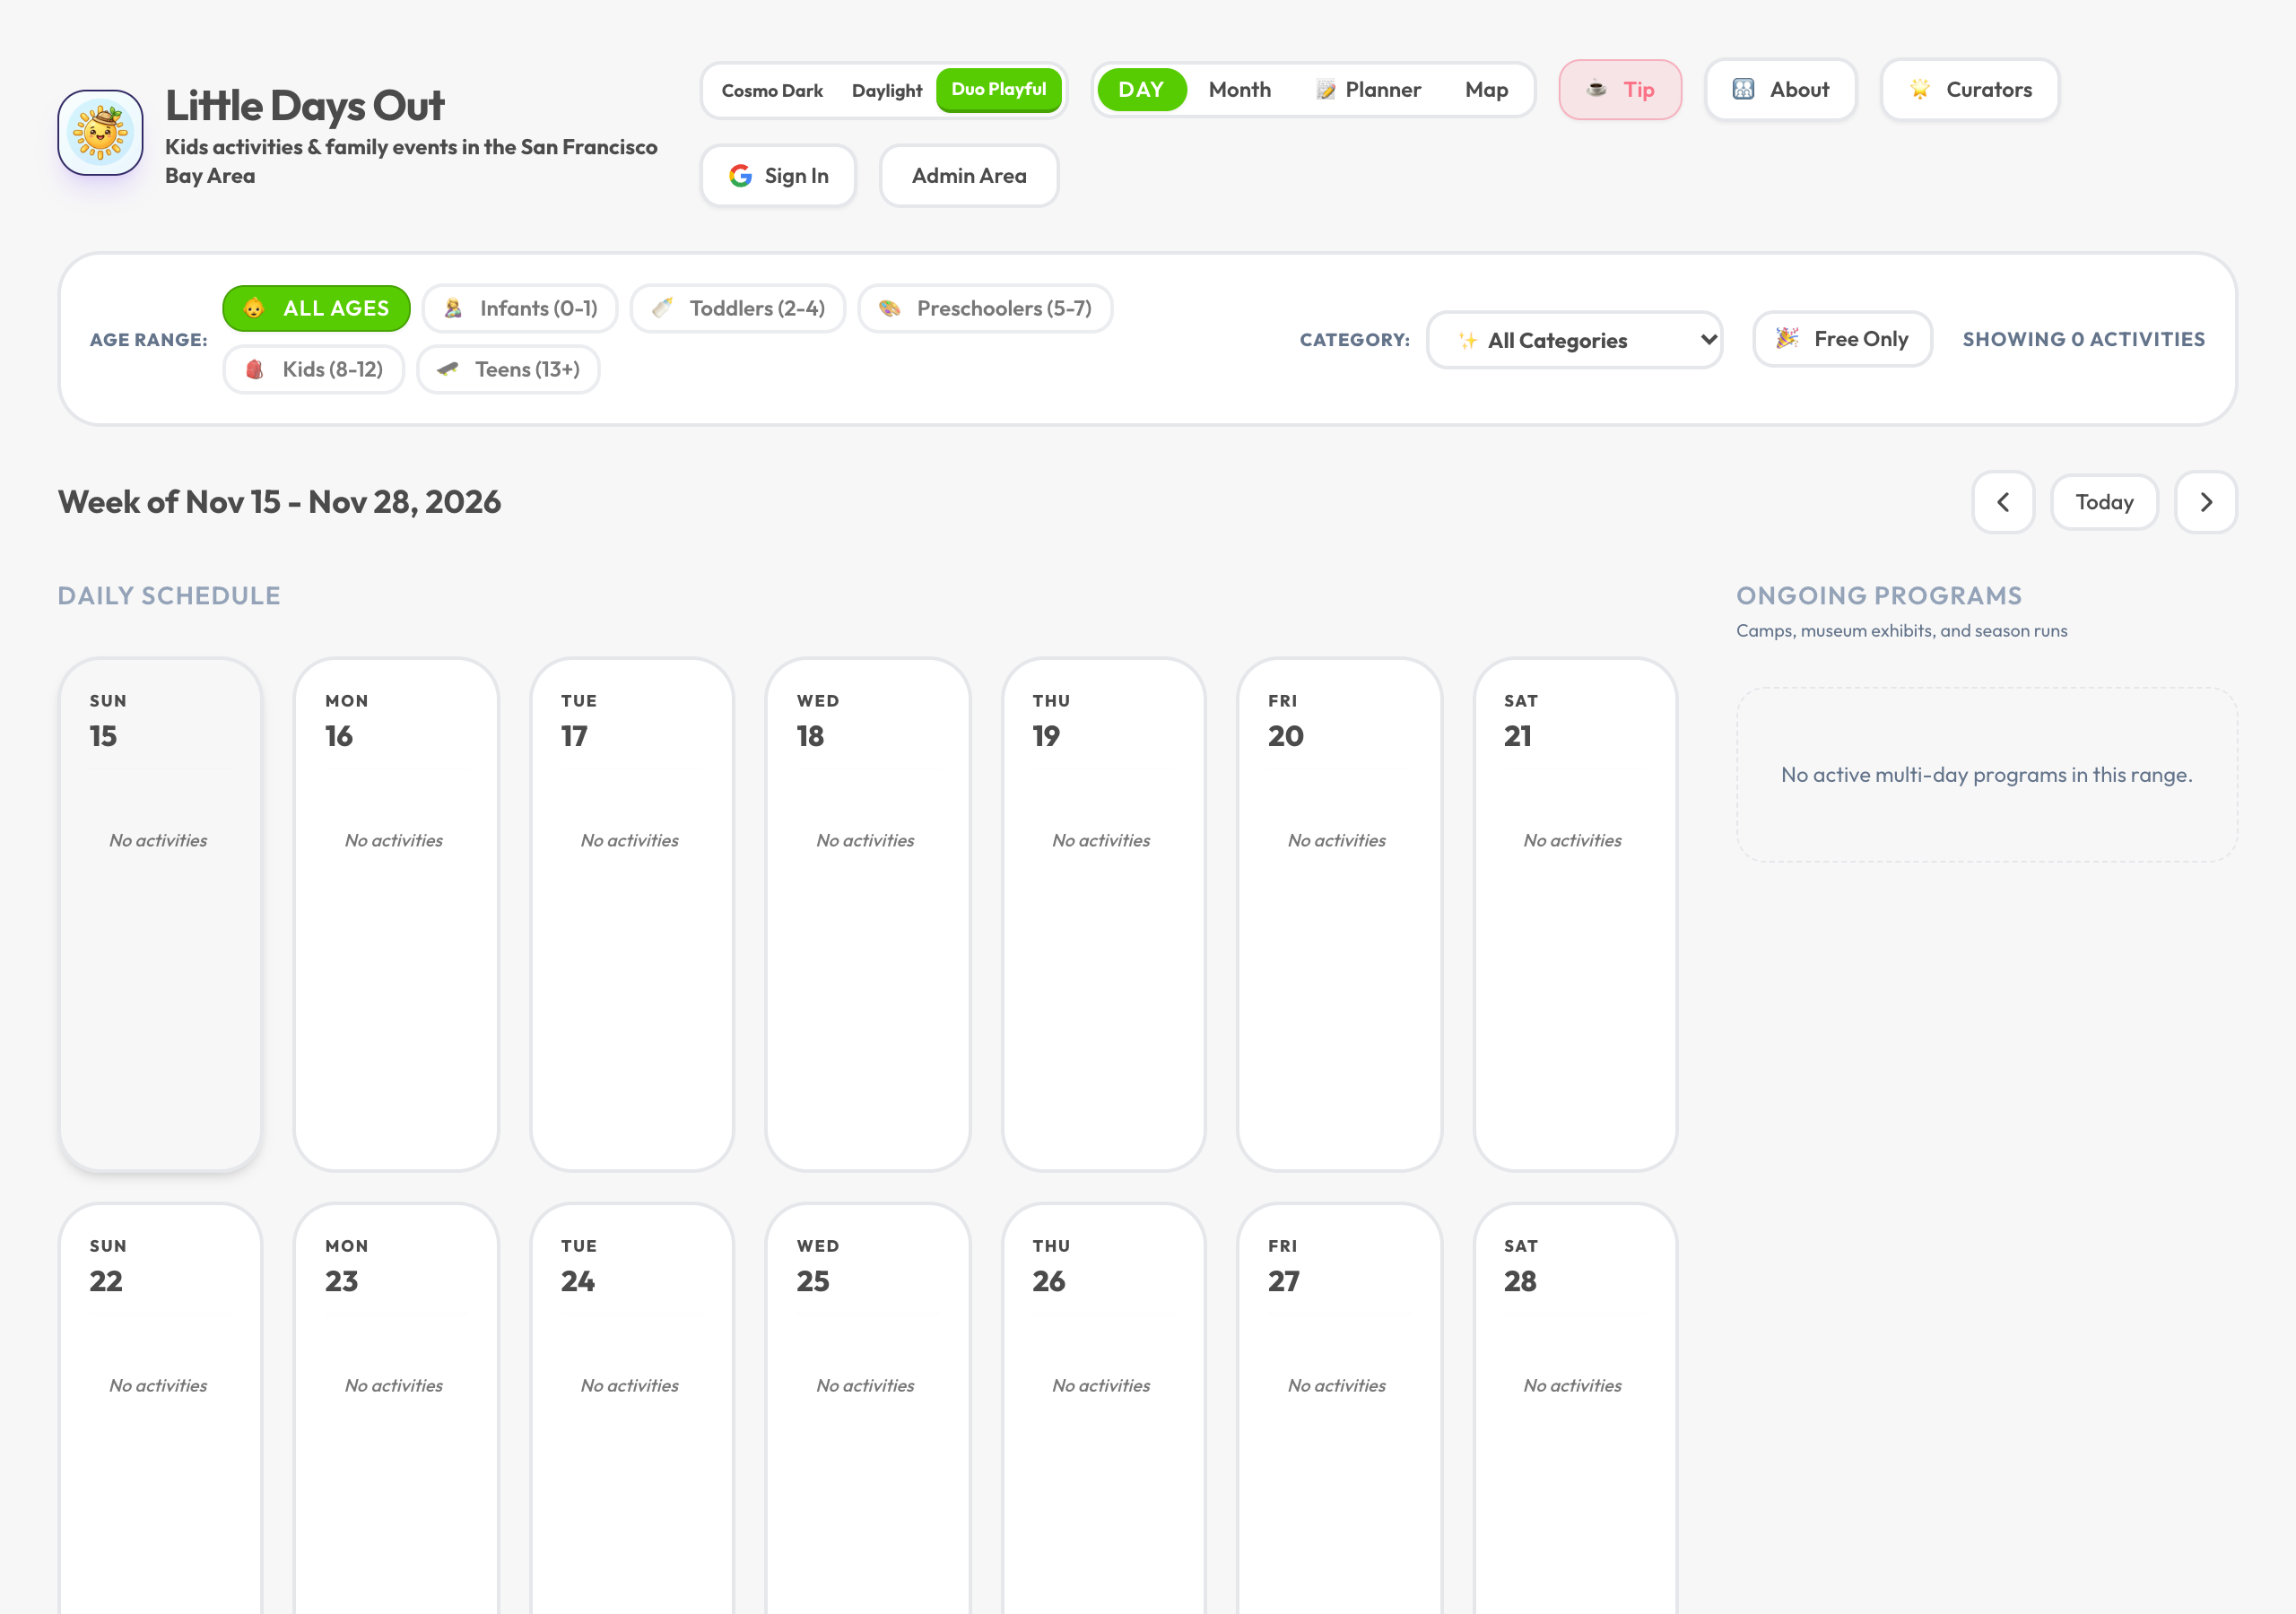 Little Days Out
Kids activities & family events in the San Francisco
Bay Area
Cosmo Dark
Daylight
Duo Playful
DAY
Month
Planner
Map
Tip
About
Curators
Sign In
Admin Area
AGE RANGE:
ALL AGES
Infants (0-1)
Toddlers (2-4)
Preschoolers (5-7)
Kids (8-12)
Teens (13+)
CATEGORY:
All Categories
Free Only
SHOWING 0 ACTIVITIES
Week of Nov 15 - Nov 28, 2026
Today
DAILY SCHEDULE
SUN
15
No activities
MON
16
No activities
TUE
17
No activities
WED
18
No activities
THU
19
No activities
FRI
20
No activities
SAT
21
No activities
SUN
22
No activities
MON
23
No activities
TUE
24
No activities
WED
25
No activities
THU
26
No activities
FRI
27
No activities
SAT
28
No activities
ONGOING PROGRAMS
Camps, museum exhibits, and season runs
No active multi-day programs in this range.